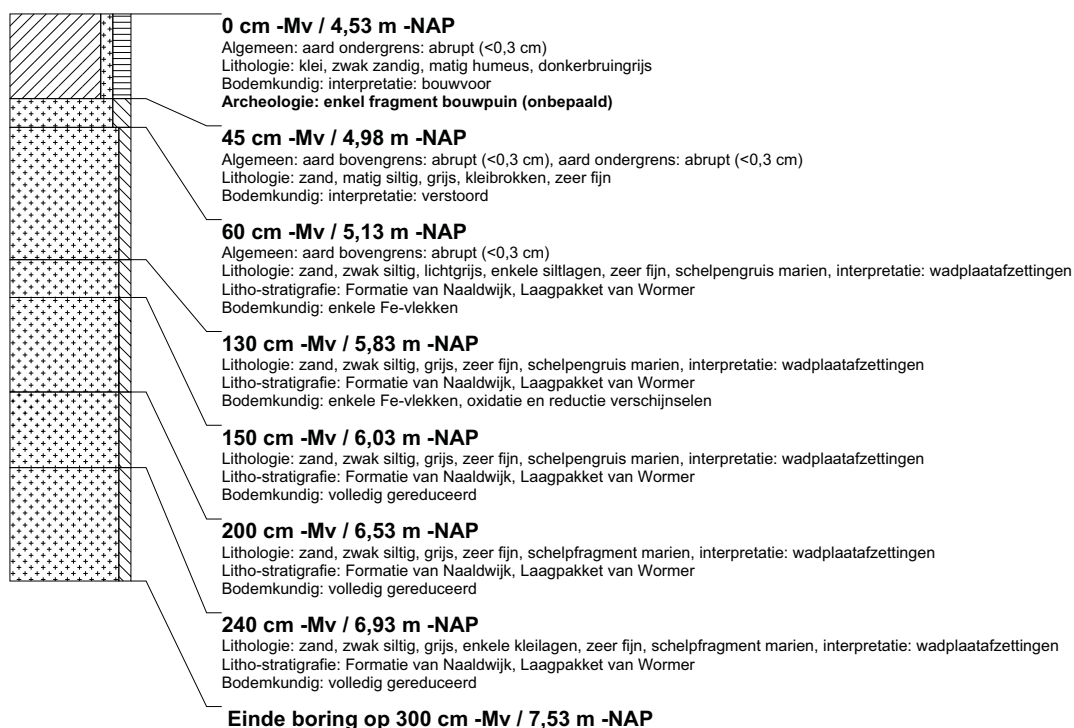 0 cm -Mv / 4,53 m -NAP
Algemeen: aard ondergrens: abrupt (<0,3 cm)
Lithologie: klei, zwak zandig, matig humeus, donkerbruingrijs
Bodemkundig: interpretatie: bouwvoor
Archeologie: enkel fragment bouwpuin (onbepaald)
45 cm -Mv / 4,98 m -NAP
Algemeen: aard bovengrens: abrupt (<0,3 cm), aard ondergrens: abrupt (<0,3 cm)
Lithologie: zand, matig siltig, grijs, kleibrokken, zeer fijn
Bodemkundig: interpretatie: verstoord
60 cm -Mv / 5,13 m -NAP
Algemeen: aard bovengrens: abrupt (<0,3 cm)
Lithologie: zand, zwak siltig, lichtgrijs, enkele siltlagen, zeer fijn, schelpengruis marien, interpretatie: wadplaatafzettingen
Litho-stratigrafie: Formatie van Naaldwijk, Laagpakket van Wormer
Bodemkundig: enkele Fe-vlekken
130 cm -Mv / 5,83 m -NAP
Lithologie: zand, zwak siltig, grijs, zeer fijn, schelpengruis marien, interpretatie: wadplaatafzettingen
Litho-stratigrafie: Formatie van Naaldwijk, Laagpakket van Wormer
Bodemkundig: enkele Fe-vlekken, oxidatie en reductie verschijnselen
150 cm -Mv / 6,03 m -NAP
Lithologie: zand, zwak siltig, grijs, zeer fijn, schelpengruis marien, interpretatie: wadplaatafzettingen
Litho-stratigrafie: Formatie van Naaldwijk, Laagpakket van Wormer
Bodemkundig: volledig gereduceerd
200 cm -Mv / 6,53 m -NAP
Lithologie: zand, zwak siltig, grijs, zeer fijn, schelpfragment marien, interpretatie: wadplaatafzettingen
Litho-stratigrafie: Formatie van Naaldwijk, Laagpakket van Wormer
Bodemkundig: volledig gereduceerd
240 cm -Mv / 6,93 m -NAP
Lithologie: zand, zwak siltig, grijs, enkele kleilagen, zeer fijn, schelpfragment marien, interpretatie: wadplaatafzettingen
Litho-stratigrafie: Formatie van Naaldwijk, Laagpakket van Wormer
Bodemkundig: volledig gereduceerd
Einde boring op 300 cm -Mv / 7,53 m -NAP